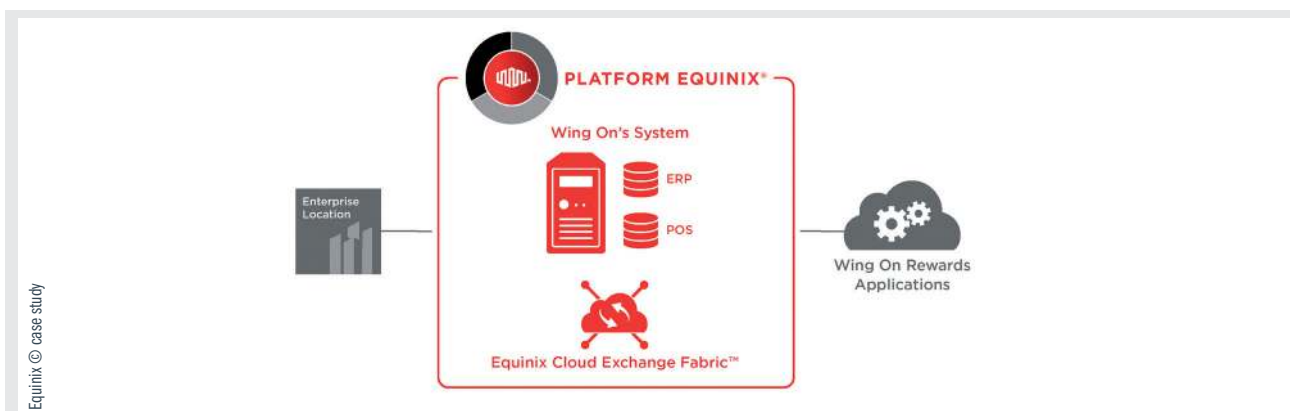 PLATFORM EQUINIX®
Wing On's System
ERP
POS
Enterprise
Location
Wing On Rewards
Applications
Equinix Cloud Exchange Fabric™
Equinix © case study